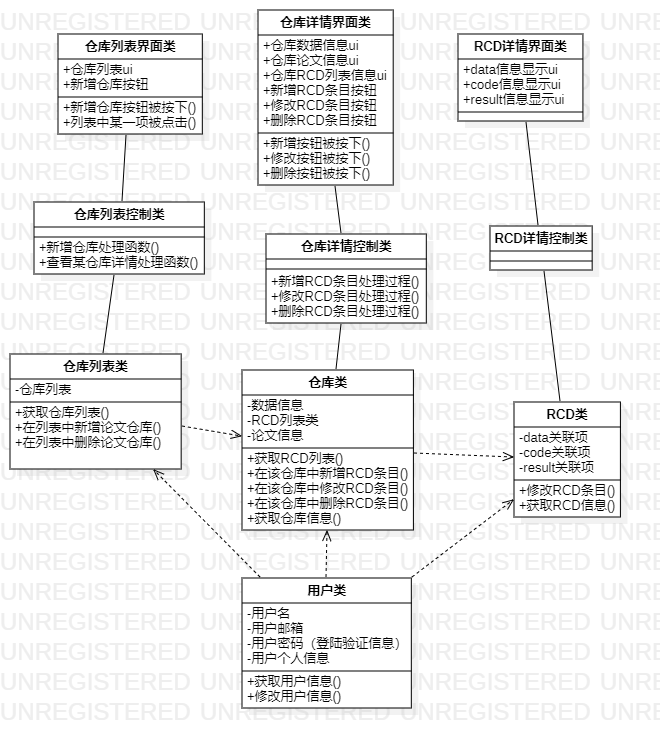 仓库列表界面类
+仓库列表ui
+新增仓库按钮
+新增仓库按钮被按下()
+列表中某一项被点击()
仓库详情界面类
+仓库数据信息ui
+仓库论文信息ui
+仓库RCD列表信息ui
+新增RCD条目按钮
+修改RCD条目按钮
+删除RCD条目按钮
+新增按钮被按下()
+修改按钮被按下()
+删除按钮被按下()
RCD详情界面类
+data信息显示ui
+code信息显示ui
+result信息显示ui
仓库列表控制类
+新增仓库处理函数()
+查看某仓库详情处理函数()
仓库详情控制类
+新增RCD条目处理过程()
+修改RCD条目处理过程()
+删除RCD条目处理过程()
RCD详情控制类
仓库列表类
-仓库列表
+获取仓库列表()
+在列表中新增论文仓库()
+在列表中删除论文仓库()
仓库类
-数据信息
-RCD列表类
-论文信息
+获取RCD列表()
+在该仓库中新增RCD条目()
+在该仓库中修改RCD条目()
+在该仓库中删除RCD条目()
+获取仓库信息()
RCD类
-data关联项
-code关联项
-result关联项
+修改RCD条目()
+获取RCD信息()
用户类
-用户名
-用户邮箱
-用户密码（登陆验证信息）
-用户个人信息
+获取用户信息()
+修改用户信息()
UNREGISTERED